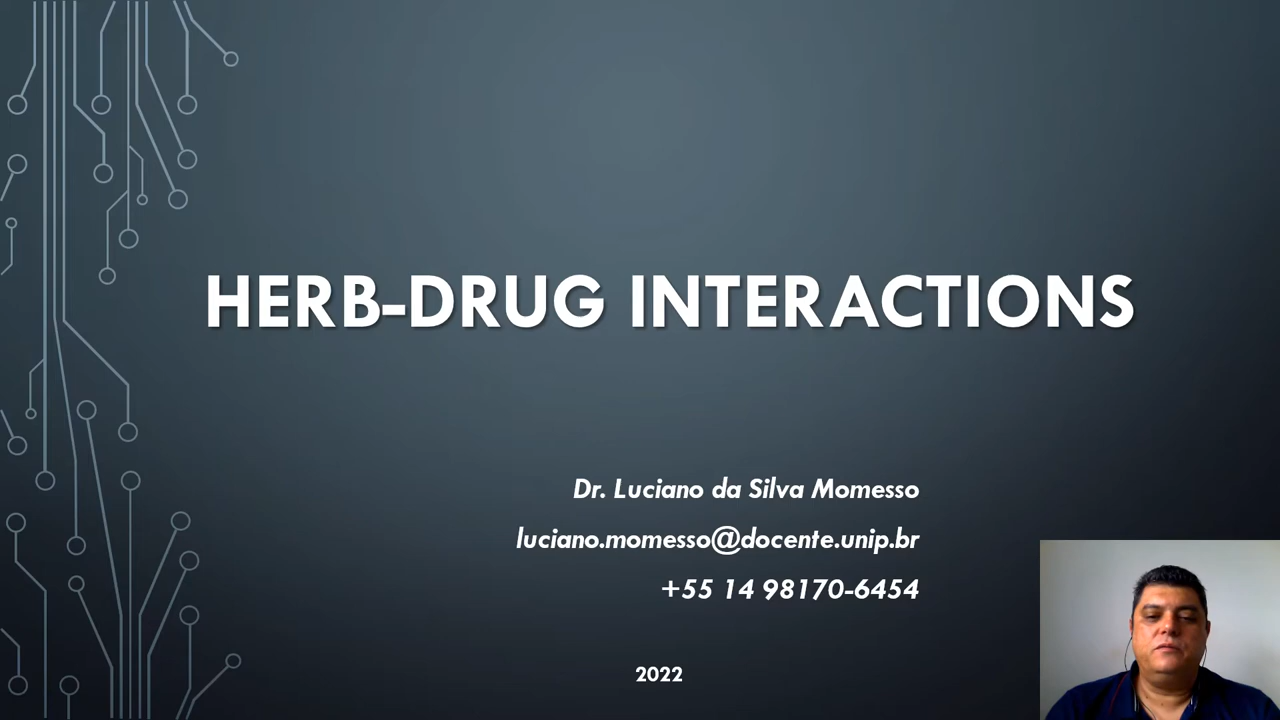 HERB-DRUG INTERACTIONS
Dr. Luciano da Silva Momesso
luciano.momesso@docente.unip.br
+55 14 98170-6454
2022